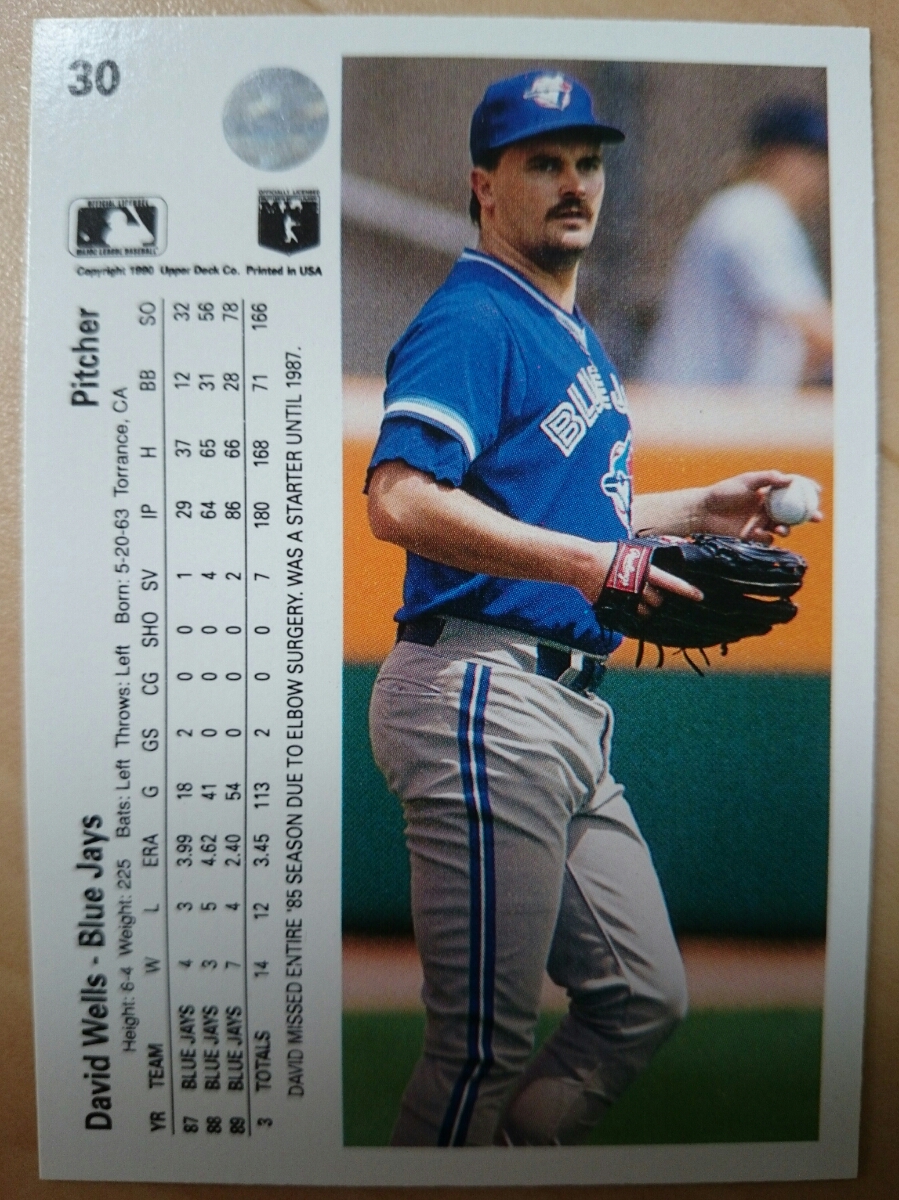 30
Copyright 1990 Upper Deck Co. Printed in USA
David Wells - Blue Jays Pitcher
Height: 6-4 Weight: 225 Bats: Left Throws: Left Born: 5-20-63 Torrance, CA
YR TEAM W L ERA G GS CG SHO SV IP H BB SO
87 BLUE JAYS 4 3 3.99 18 2 0 0 1 29 37 12 32
88 BLUE JAYS 3 5 4.62 41 0 0 0 4 64 65 31 56
89 BLUE JAYS 7 4 2.40 54 0 0 0 2 86 66 28 78
3 TOTALS 14 12 3.45 113 2 0 0 7 180 168 71 166
DAVID MISSED ENTIRE '85 SEASON DUE TO ELBOW SURGERY. WAS A STARTER UNTIL 1987.
BLUE J
Rawlings